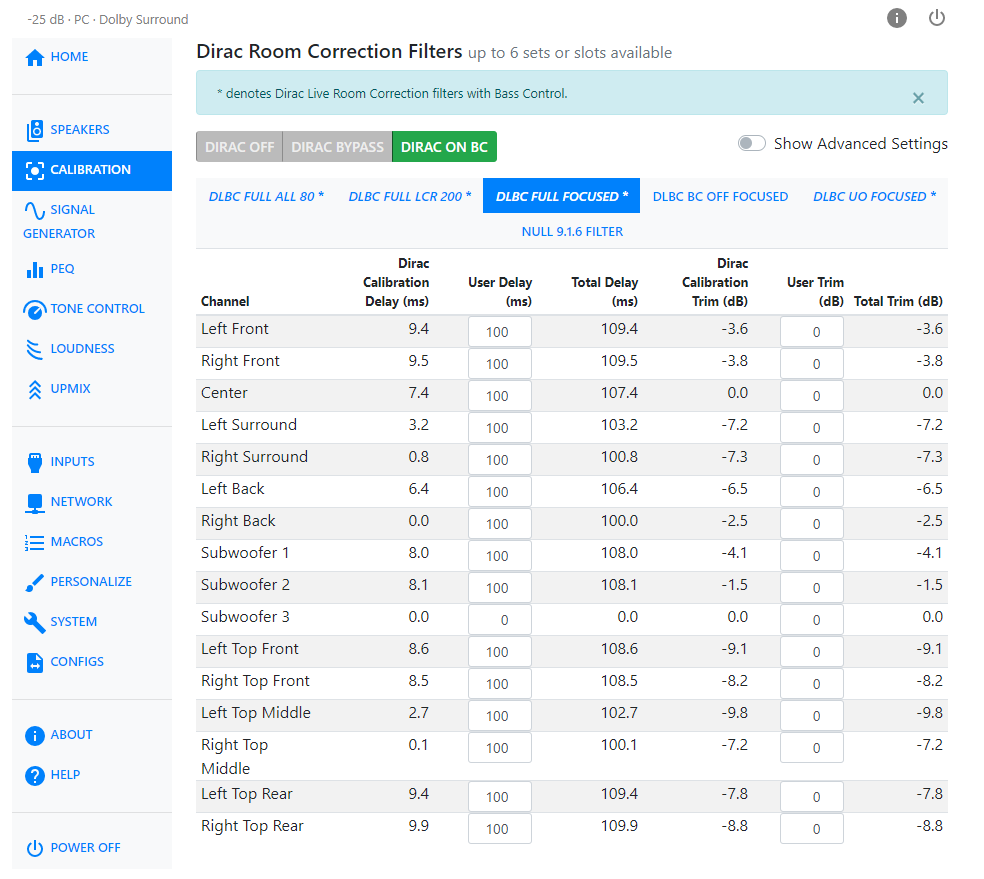 -25 dB · PC · Dolby Surround
HOME
SPEAKERS
CALIBRATION
SIGNAL
GENERATOR
PEQ
TONE CONTROL
LOUDNESS
UPMIX
INPUTS
NETWORK
MACROS
PERSONALIZE
SYSTEM
CONFIGS
ABOUT
HELP
POWER OFF
Dirac Room Correction Filters up to 6 sets or slots available
* denotes Dirac Live Room Correction filters with Bass Control.
DIRAC OFF DIRAC BYPASS DIRAC ON BC
Show Advanced Settings
DLBC FULL ALL 80 * DLBC FULL LCR 200 * DLBC FULL FOCUSED * DLBC BC OFF FOCUSED DLBC UO FOCUSED *
NULL 9.1.6 FILTER
Dirac Dirac
Calibration User Delay Total Delay Calibration User Trim
Channel Delay (ms) (ms) (ms) Trim (dB) (dB) Total Trim (dB)
Left Front 9.4 100 109.4 -3.6 0 -3.6
Right Front 9.5 100 109.5 -3.8 0 -3.8
Center 7.4 100 107.4 0.0 0 0.0
Left Surround 3.2 100 103.2 -7.2 0 -7.2
Right Surround 0.8 100 100.8 -7.3 0 -7.3
Left Back 6.4 100 106.4 -6.5 0 -6.5
Right Back 0.0 100 100.0 -2.5 0 -2.5
Subwoofer 1 8.0 100 108.0 -4.1 0 -4.1
Subwoofer 2 8.1 100 108.1 -1.5 0 -1.5
Subwoofer 3 0.0 0 0.0 0.0 0 0.0
Left Top Front 8.6 100 108.6 -9.1 0 -9.1
Right Top Front 8.5 100 108.5 -8.2 0 -8.2
Left Top Middle 2.7 100 102.7 -9.8 0 -9.8
Right Top 0.1 100 100.1 -7.2 0 -7.2
Middle
Left Top Rear 9.4 100 109.4 -7.8 0 -7.8
Right Top Rear 9.9 100 109.9 -8.8 0 -8.8